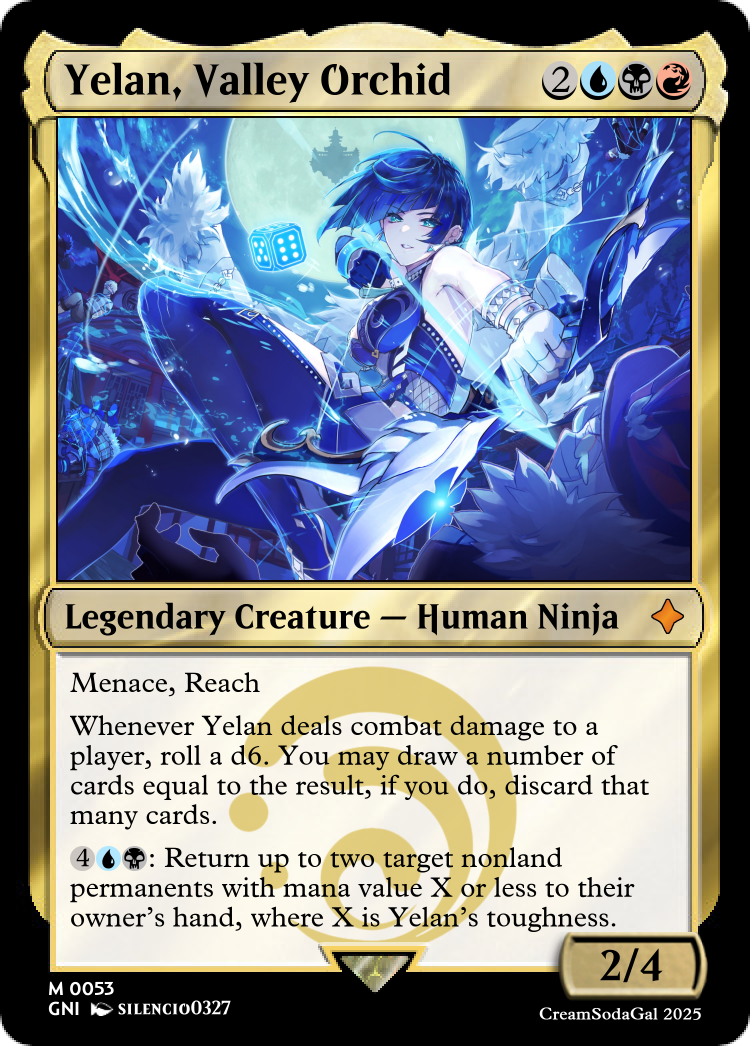 Yelan, Valley Orchid 2
Legendary Creature — Human Ninja
Menace, Reach
Whenever Yelan deals combat damage to a
player, roll a d6. You may draw a number of
cards equal to the result, if you do, discard that
many cards.
4: Return up to two target nonland
permanents with mana value X or less to their
owner's hand, where X is Yelan's toughness.
2/4
M 0053
GNI SILENCIO0327
CreamSodaGal 2025